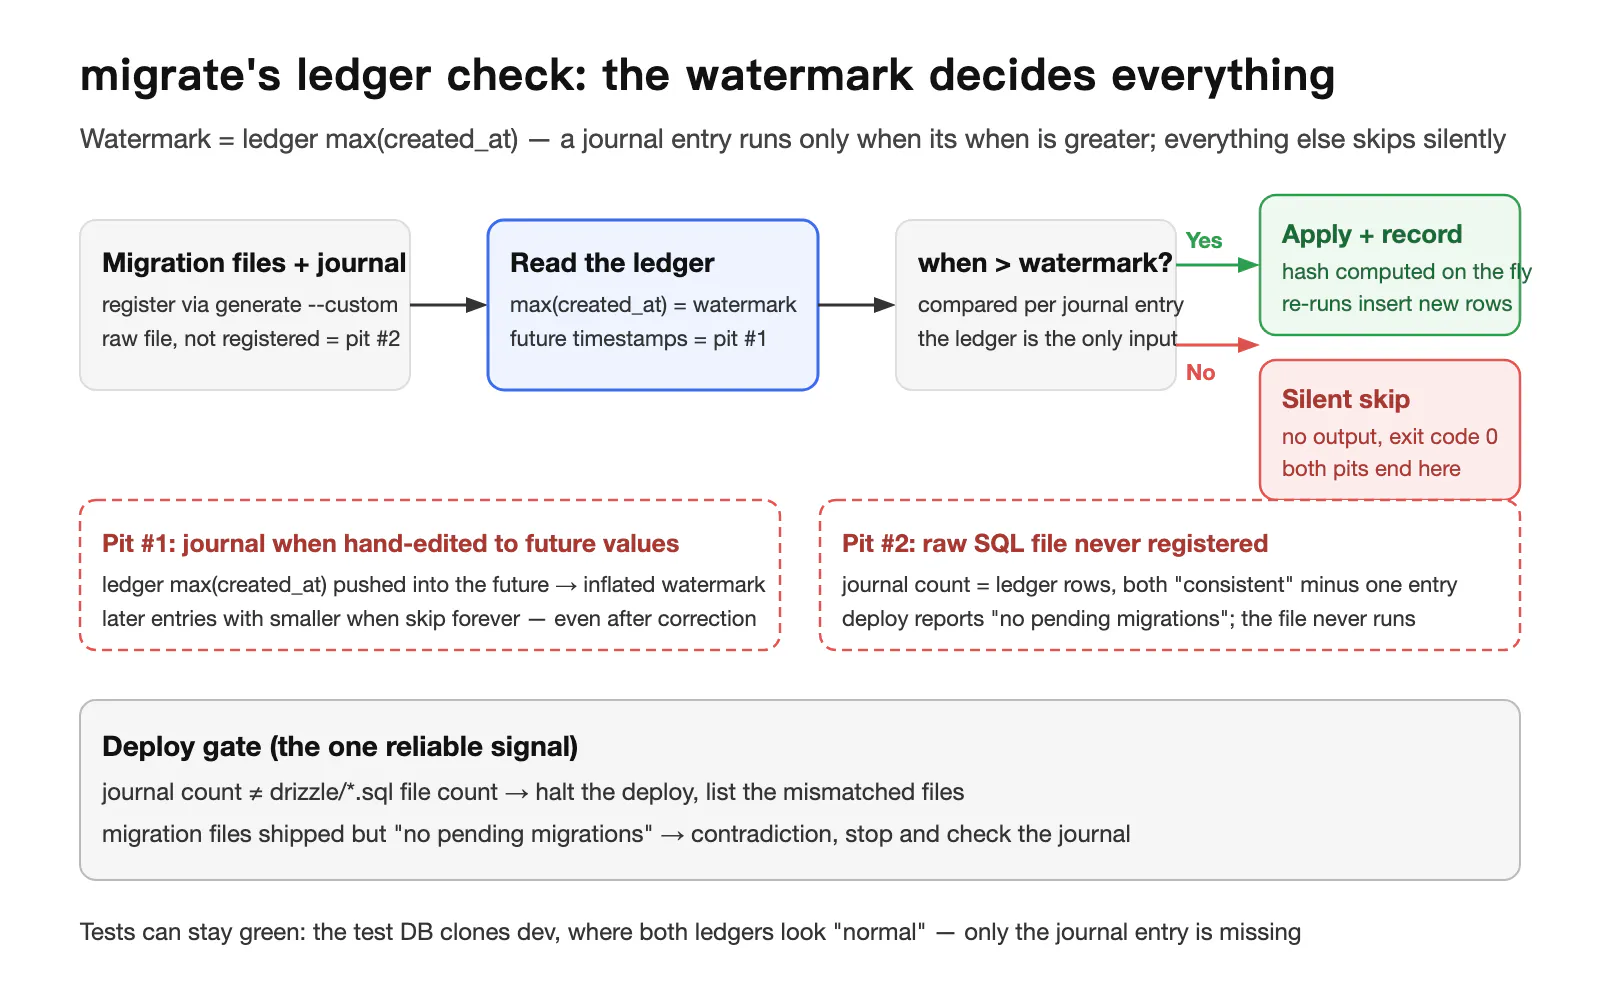 migrate's ledger check: the watermark decides everything
Watermark = ledger max(created_at) — a journal entry runs only when its when is greater; everything else skips silently
Migration files + journal
register via generate --custom
raw file, not registered = pit #2
Read the ledger
max(created_at) = watermark
future timestamps = pit #1
when > watermark?
compared per journal entry
the ledger is the only input
Yes
No
Apply + record
hash computed on the fly
re-runs insert new rows
Silent skip
no output, exit code 0
both pits end here
Pit #1: journal when hand-edited to future values
ledger max(created_at) pushed into the future → inflated watermark
later entries with smaller when skip forever — even after correction
Pit #2: raw SQL file never registered
journal count = ledger rows, both "consistent" minus one entry
deploy reports "no pending migrations"; the file never runs
Deploy gate (the one reliable signal)
journal count ≠ drizzle/*.sql file count → halt the deploy, list the mismatched files
migration files shipped but "no pending migrations" → contradiction, stop and check the journal
Tests can stay green: the test DB clones dev, where both ledgers look "normal" — only the journal entry is missing